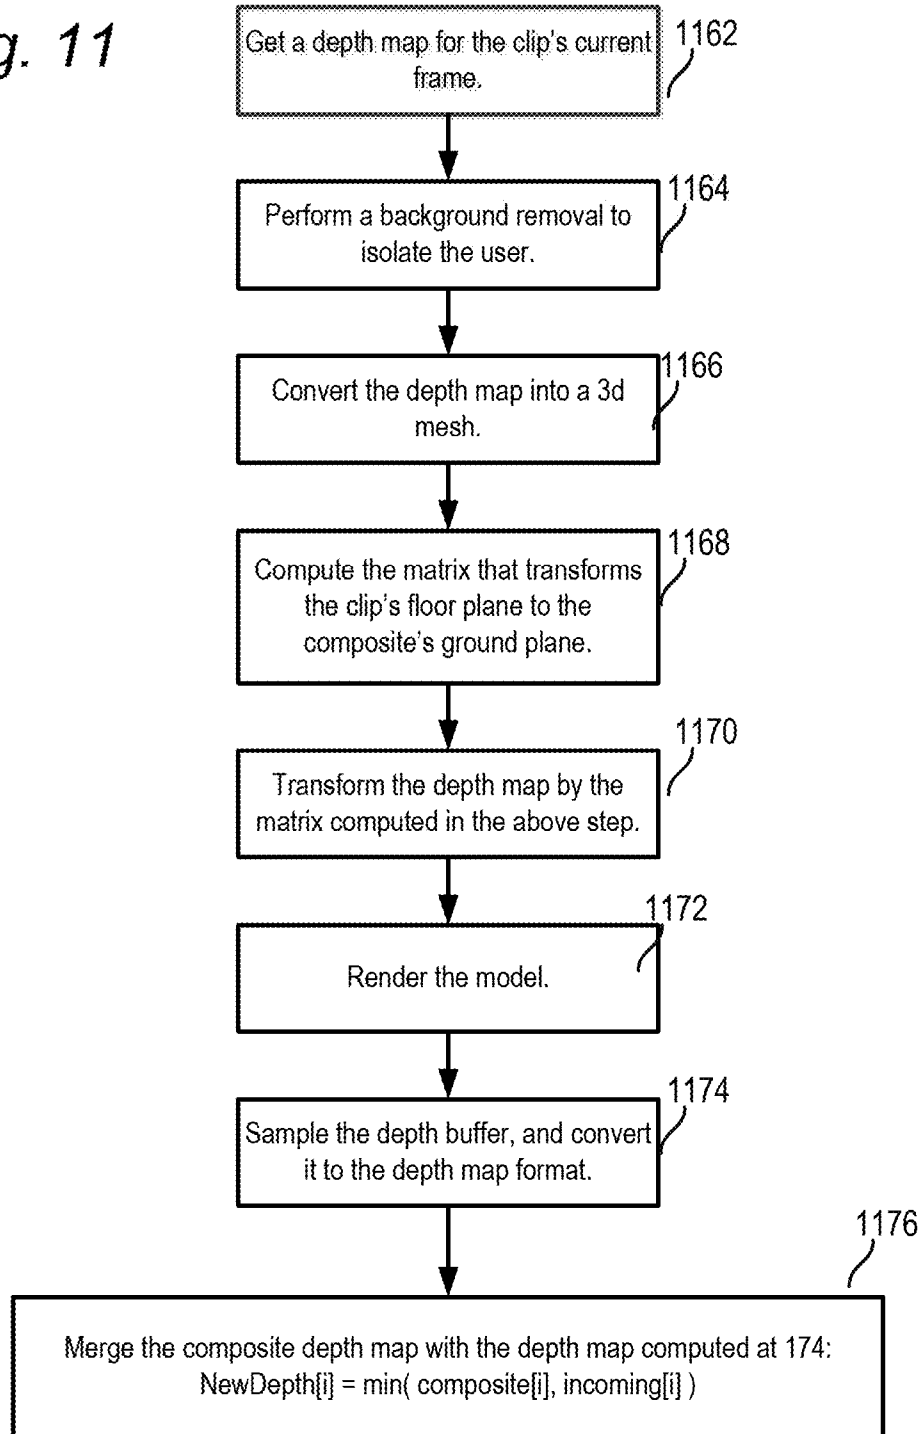 g. 11
Get a depth map for the clip's current
frame.
1162
Perform a background removal to
isolate the user.
1164
Convert the depth map into a 3d
mesh.
1166
Compute the matrix that transforms
the clip's floor plane to the
composite's ground plane.
1168
Transform the depth map by the
matrix computed in the above step.
1170
Render the model.
1172
Sample the depth buffer, and convert
it to the depth map format.
1174
Merge the composite depth map with the depth map computed at 174:
NewDepth[i] = min( composite[i], incoming[i] )
1176